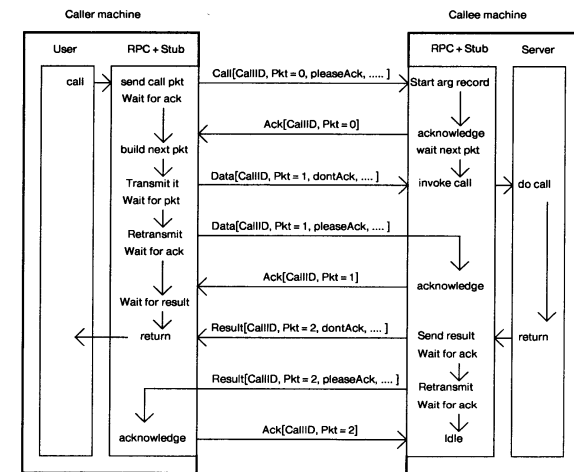 Caller machine
Callee machine
User
RPC + Stub
RPC + Stub
Server
call
send call pkt
Call[CallID, Pkt = 0, pleaseAck, ..... ]
Start arg record
Wait for ack
Ack[CallID, Pkt = 0]
acknowledge
build next pkt
wait next pkt
Transmit it
Data[CallID, Pkt = 1, dontAck, .... ]
invoke call
do call
Wait for pkt
Retransmit
Data[CallID, Pkt = 1, pleaseAck, .... ]
Wait for ack
Ack[CallID, Pkt = 1]
acknowledge
Wait for result
return
Result[CallID, Pkt = 2, dontAck, .... ]
Send result
return
Wait for ack
Result[CallID, Pkt = 2, pleaseAck, .... ]
Retransmit
Wait for ack
acknowledge
Ack[CallID, Pkt = 2]
Idle